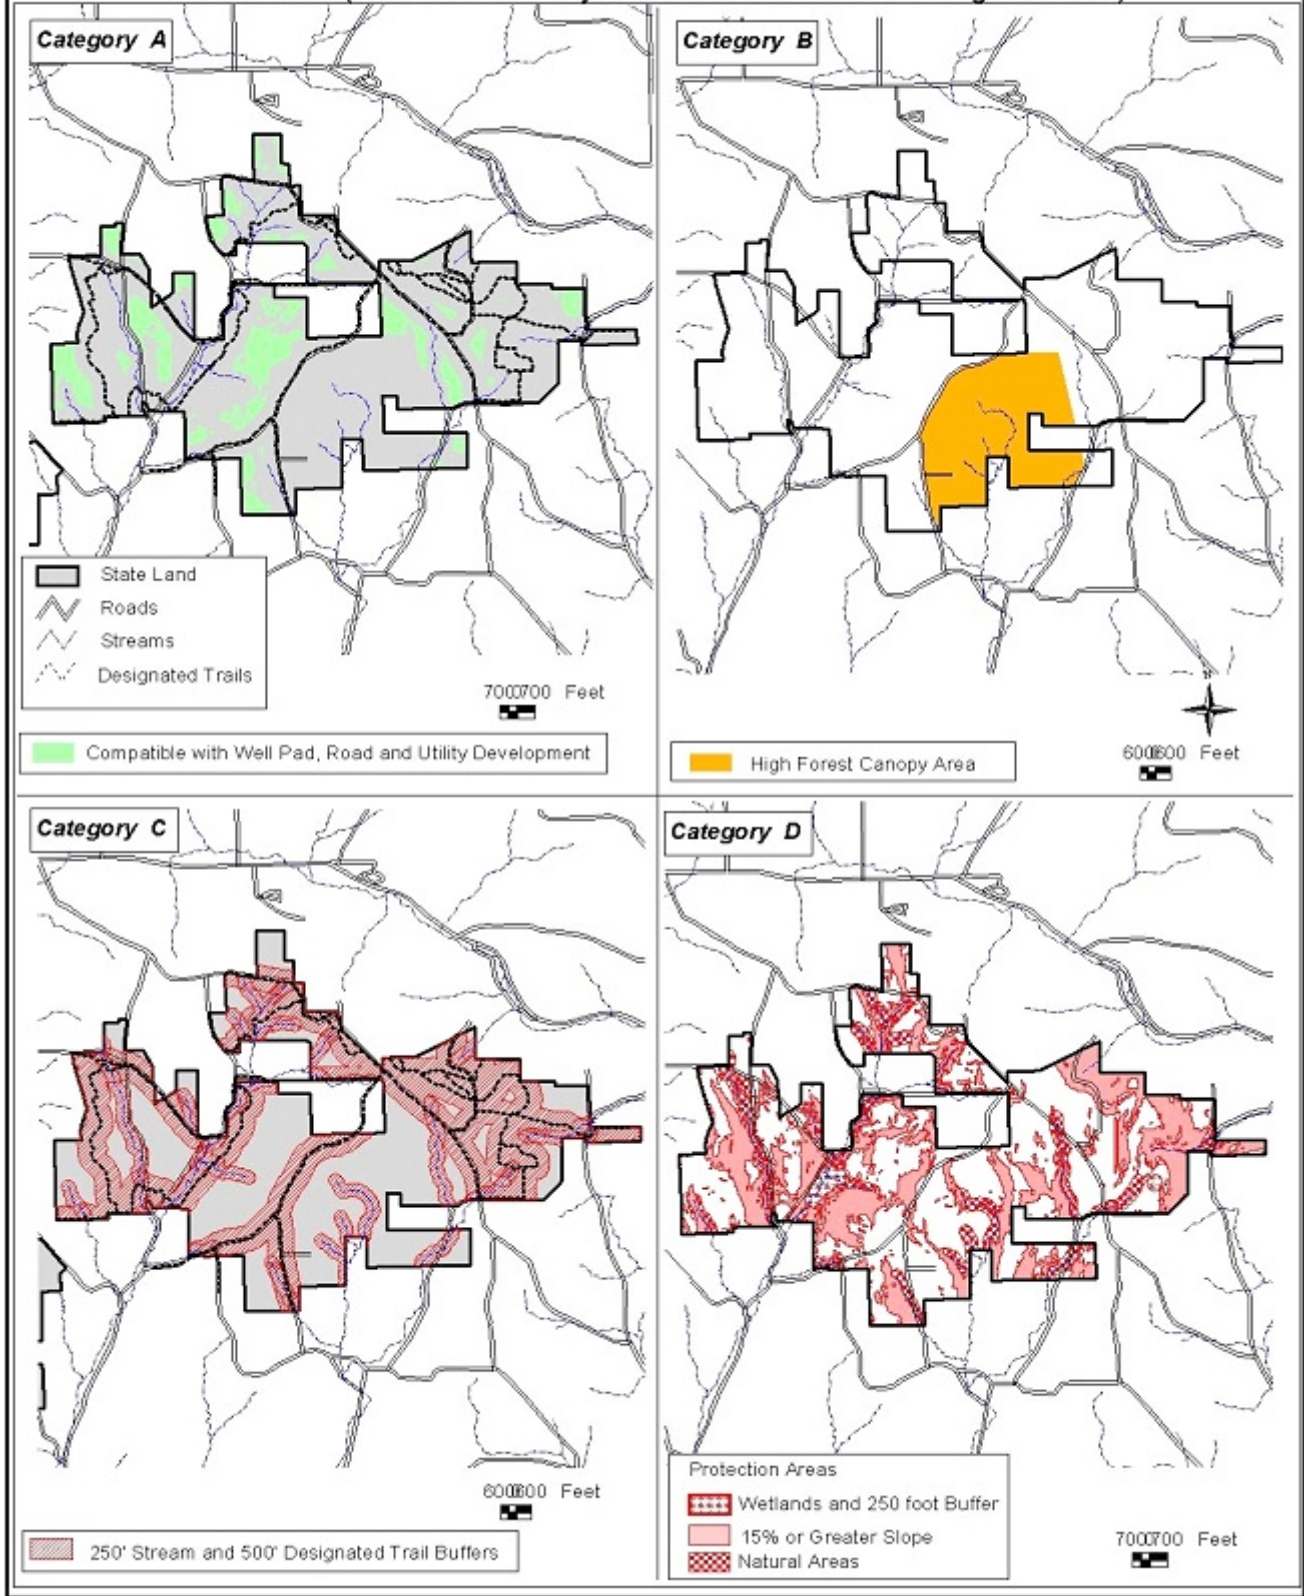 Category A
Category B
State Land
Roads
Streams
Designated Trails
7000700 Feet
Compatible with Well Pad, Road and Utility Development
High Forest Canopy Area
Feet
Category C
Category D
Feet
250' Stream and 500' Designated Trail Buffers
Protection Areas
Wetlands and 250 foot Buffer
15% or Greater Slope
Natural Areas
Feet